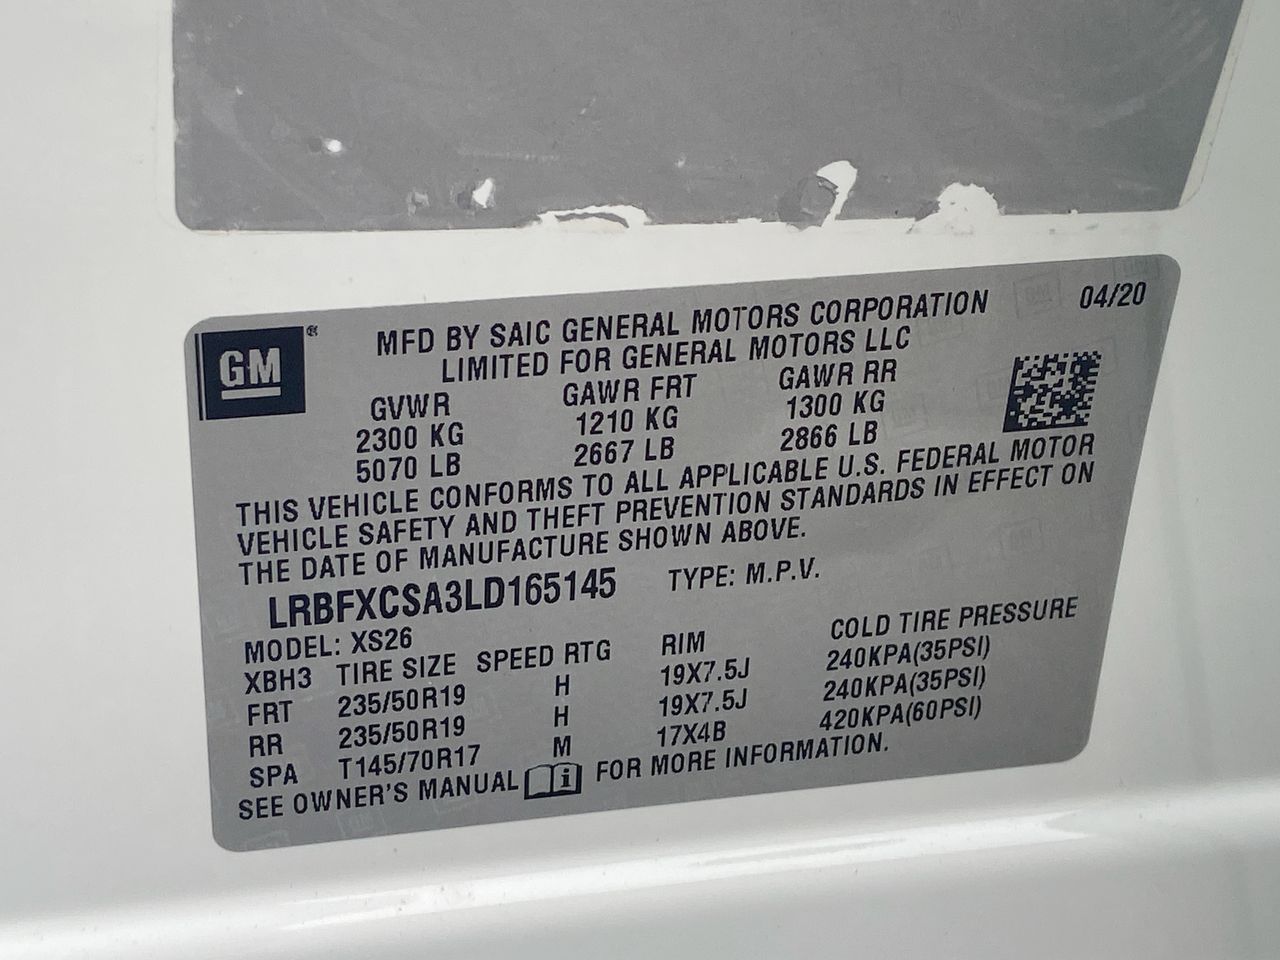 GM ®
MFD BY SAIC GENERAL MOTORS CORPORATION 04/20
LIMITED FOR GENERAL MOTORS LLC
GVWR GAWR FRT GAWR RR
2300 KG 1210 KG 1300 KG
5070 LB 2667 LB 2866 LB
THIS VEHICLE CONFORMS TO ALL APPLICABLE U.S. FEDERAL MOTOR
VEHICLE SAFETY AND THEFT PREVENTION STANDARDS IN EFFECT ON
THE DATE OF MANUFACTURE SHOWN ABOVE.
LRBFXCSA3LD165145 TYPE: M.P.V.
MODEL: XS26
XBH3 TIRE SIZE SPEED RTG RIM COLD TIRE PRESSURE
FRT 235/50R19 H 19X7.5J 240KPA(35PSI)
RR 235/50R19 H 19X7.5J 240KPA(35PSI)
SPA T145/70R17 M 17X4B 420KPA(60PSI)
SEE OWNER'S MANUAL i FOR MORE INFORMATION.